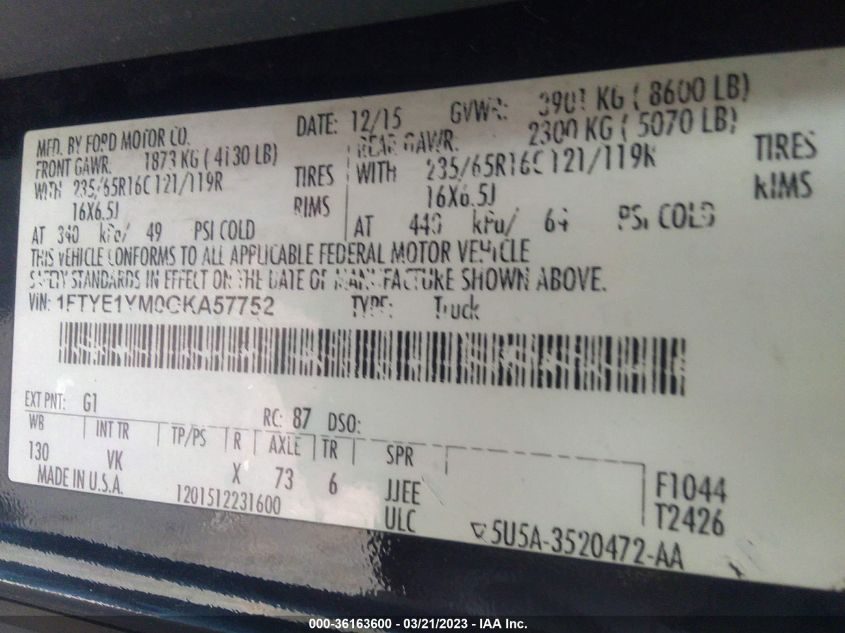 MFD. BY FORD MOTOR CO.
DATE: 12/15 GVWR: 3901 KG ( 8600 LB)
FRONT GAWR: 1873 KG ( 4130 LB)
REAR GAWR: 2300 KG ( 5070 LB)
WITH 235/65R16C 121/119R TIRES
WITH 235/65R16C 121/119R TIRES
16X6.5J RIMS
16X6.5J RIMS
AT 340 kPa/ 49 PSI COLD
AT 440 kPa/ 64 PSI COLD
THIS VEHICLE CONFORMS TO ALL APPLICABLE FEDERAL MOTOR VEHICLE
SAFETY STANDARDS IN EFFECT ON THE DATE OF MANUFACTURE SHOWN ABOVE.
VIN: 1FTYE1YM0GKA57752 TYPE: Truck
EXT PNT: G1 RC: 87 DSO:
WB INT TR TP/PS R AXLE TR SPR
130 VK X 73 6 JJEE F1044
MADE IN U.S.A. 1201512231600 ULC T2426
5U5A-3520472-AA
000-36163600 — 03/21/2023 - IAA Inc.